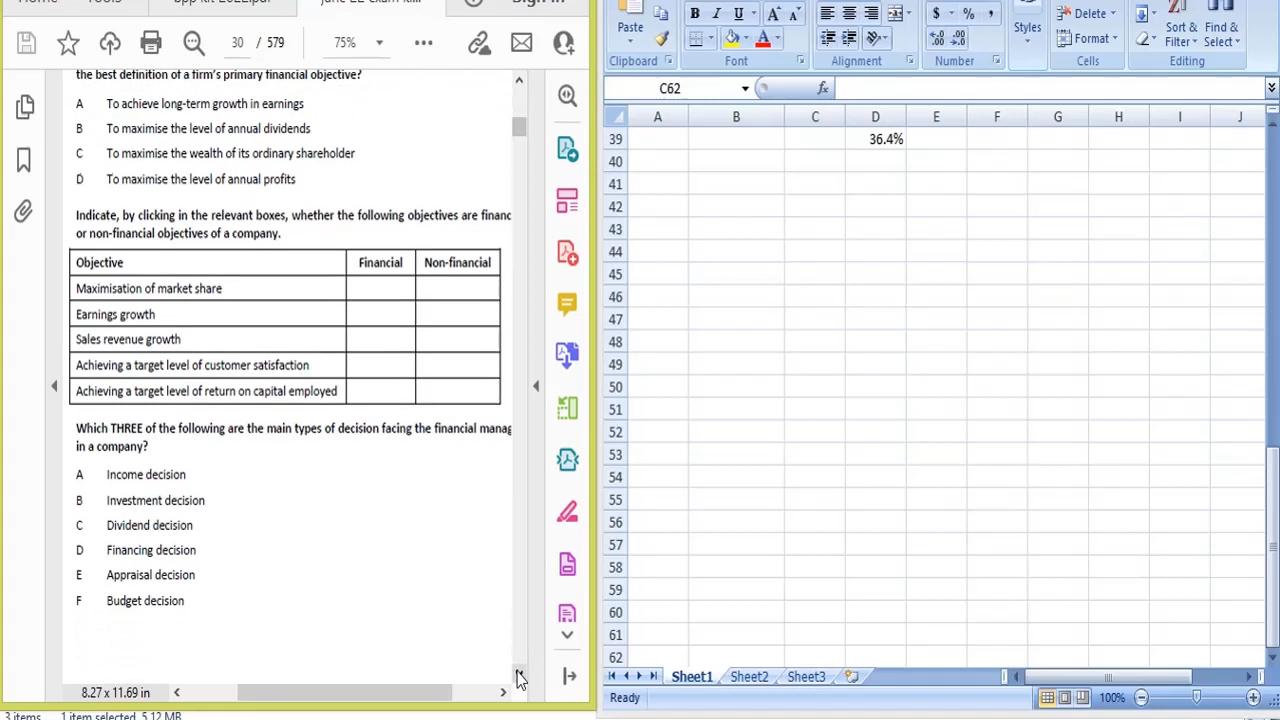 Sign in
30 / 579
75%
the best definition of a firm's primary financial objective?
A To achieve long-term growth in earnings
B To maximise the level of annual dividends
C To maximise the wealth of its ordinary shareholder
D To maximise the level of annual profits
Indicate, by clicking in the relevant boxes, whether the following objectives are financ
or non-financial objectives of a company.
Objective Financial Non-financial
Maximisation of market share
Earnings growth
Sales revenue growth
Achieving a target level of customer satisfaction
Achieving a target level of return on capital employed
Which THREE of the following are the main types of decision facing the financial manag
in a company?
A Income decision
B Investment decision
C Dividend decision
D Financing decision
E Appraisal decision
F Budget decision
8.27 x 11.69 in
3 items 1 item selected, 5.12 MB
Paste
B I U A A
A
$ % ,
Styles
Delete
Format
Sort &
Filter
Find &
Select
Clipboard Font Alignment Number Cells Editing
C62 fx
A B C D E F G H I J
39 36.4%
40
41
42
43
44
45
46
47
48
49
50
51
52
53
54
55
56
57
58
59
60
61
62
Sheet1 Sheet2 Sheet3
Ready 100%